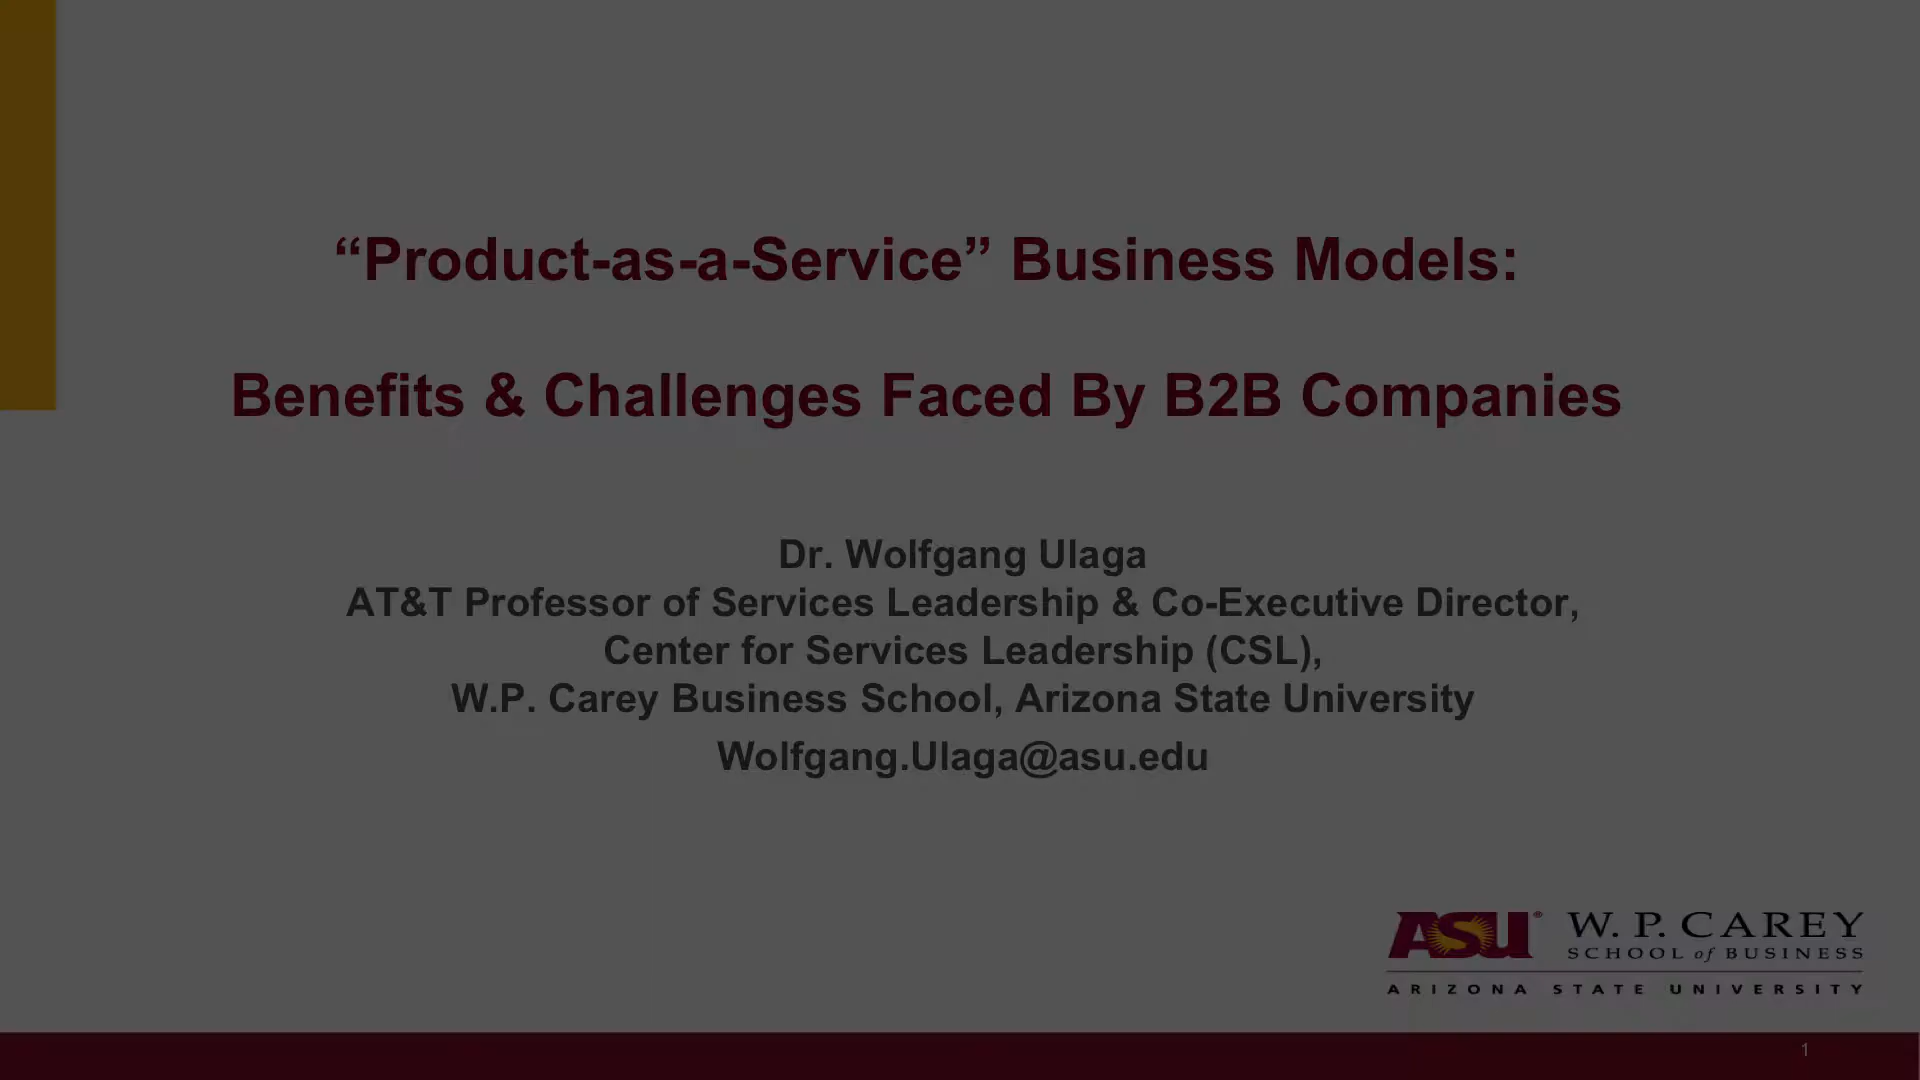 “Product-as-a-Service” Business Models:
Benefits & Challenges Faced By B2B Companies
Dr. Wolfgang Ulaga
AT&T Professor of Services Leadership & Co-Executive Director,
Center for Services Leadership (CSL),
W.P. Carey Business School, Arizona State University
Wolfgang.Ulaga@asu.edu
ASU® W. P. CAREY
SCHOOL of BUSINESS
ARIZONA STATE UNIVERSITY
1